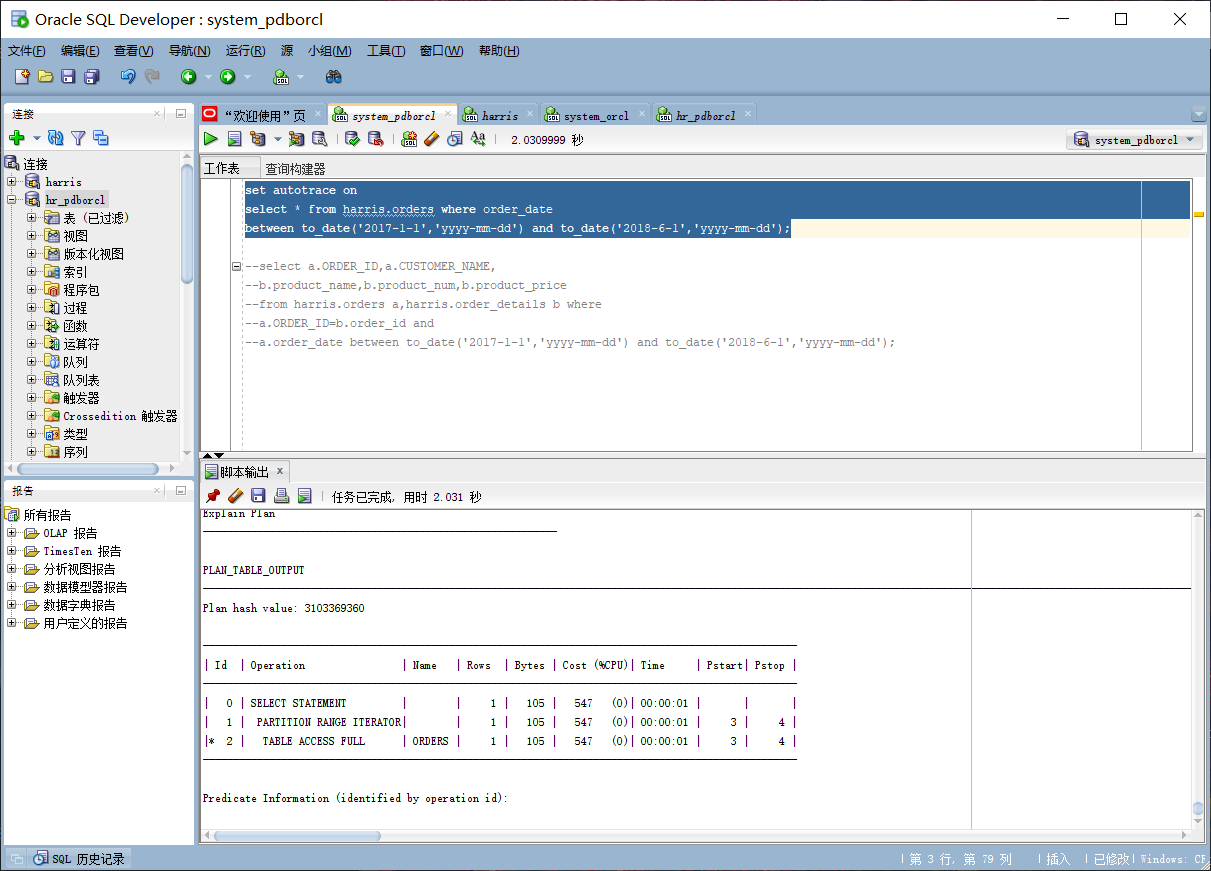 Oracle SQL Developer : system_pdborcl
文件(F) 编辑(E) 查看(V) 导航(N) 运行(R) 源 小组(M) 工具(T) 窗口(W) 帮助(H)
连接
连接
harris
hr_pdborcl
表 (已过滤)
视图
版本化视图
索引
程序包
过程
函数
运算符
队列
队列表
触发器
Crossedition 触发器
类型
序列
报告
所有报告
OLAP 报告
TimesTen 报告
分析视图报告
数据模型器报告
数据字典报告
用户定义的报告
“欢迎使用”页 system_pdborcl harris system_orcl hr_pdborcl
2.0309999 秒 system_pdborcl
工作表 查询构建器
set autotrace on
select * from harris.orders where order_date
between to_date('2017-1-1','yyyy-mm-dd') and to_date('2018-6-1','yyyy-mm-dd');
--select a.ORDER_ID,a.CUSTOMER_NAME,
--b.product_name,b.product_num,b.product_price
--from harris.orders a,harris.order_details b where
--a.ORDER_ID=b.order_id and
--a.order_date between to_date('2017-1-1','yyyy-mm-dd') and to_date('2018-6-1','yyyy-mm-dd');
脚本输出
任务已完成, 用时 2.031 秒
Explain Plan
PLAN_TABLE_OUTPUT
Plan hash value: 3103369360
| Id | Operation | Name | Rows | Bytes | Cost (%CPU)| Time | Pstart| Pstop |
| 0 | SELECT STATEMENT | | 1 | 105 | 547 (0)| 00:00:01 | | |
| 1 | PARTITION RANGE ITERATOR| | 1 | 105 | 547 (0)| 00:00:01 | 3 | 4 |
|* 2 | TABLE ACCESS FULL | ORDERS | 1 | 105 | 547 (0)| 00:00:01 | 3 | 4 |
Predicate Information (identified by operation id):
SQL 历史记录
第 3 行, 第 79 列 | 插入 | 已修改| Windows: CF